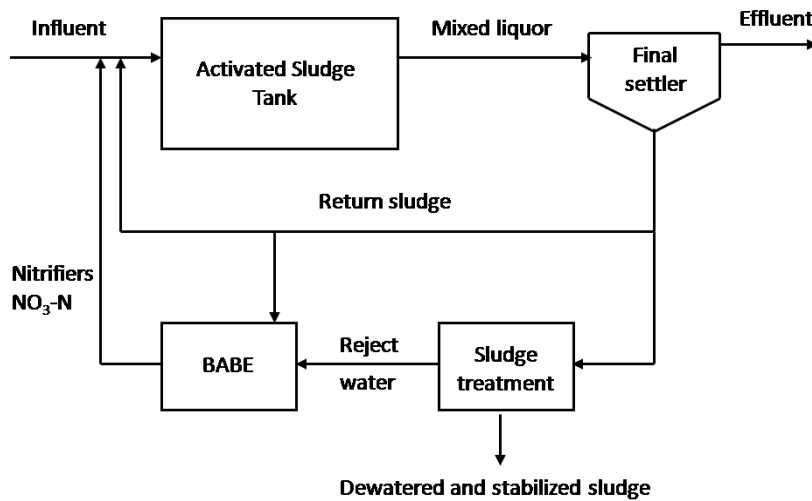 Influent
Mixed liquor
Effluent
Activated Sludge
Tank
Final
settler
Return sludge
Nitrifiers
NO₃-N
BABE
Reject
water
Sludge
treatment
Dewatered and stabilized sludge